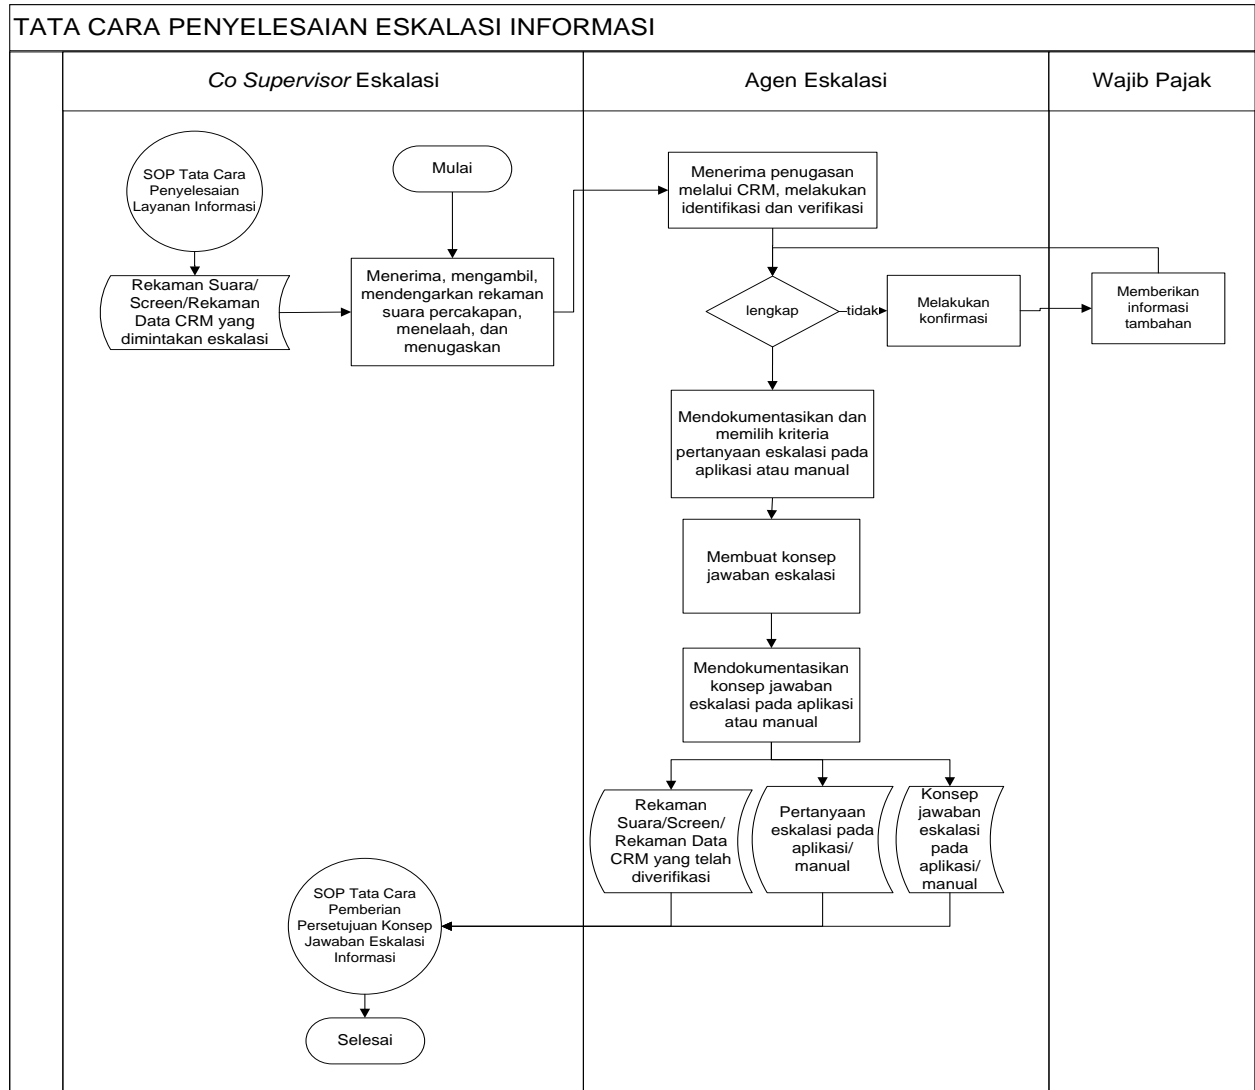 TATA CARA PENYELESAIAN ESKALASI INFORMASI
Co Supervisor Eskalasi
Agen Eskalasi
Wajib Pajak
SOP Tata Cara
Penyelesaian
Layanan Informasi
Mulai
Menerima penugasan
melalui CRM, melakukan
identifikasi dan verifikasi
Rekaman Suara/
Screen/Rekaman
Data CRM yang
dimintakan eskalasi
Menerima, mengambil,
mendengarkan rekaman
suara percakapan,
menelaah, dan
menugaskan
lengkap
tidak
Melakukan
konfirmasi
Memberikan
informasi
tambahan
Mendokumentasikan dan
memilih kriteria
pertanyaan eskalasi pada
aplikasi atau manual
Membuat konsep
jawaban eskalasi
Mendokumentasikan
konsep jawaban
eskalasi pada aplikasi
atau manual
Rekaman
Suara/Screen/
Rekaman Data
CRM yang telah
diverifikasi
Pertanyaan
eskalasi pada
aplikasi/
manual
Konsep
jawaban
eskalasi
pada
aplikasi/
manual
SOP Tata Cara
Pemberian
Persetujuan Konsep
Jawaban Eskalasi
Informasi
Selesai